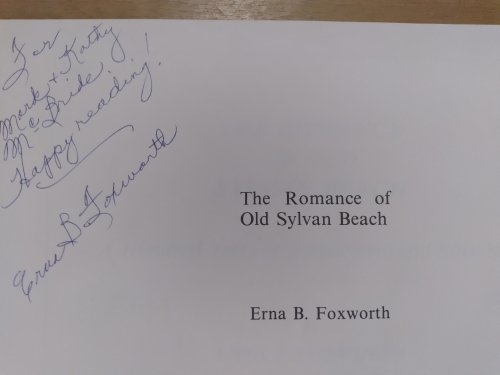 For
Mark + Kathy
McBride,
Happy reading!
Erna B Foxworth
The Romance of
Old Sylvan Beach
Erna B. Foxworth